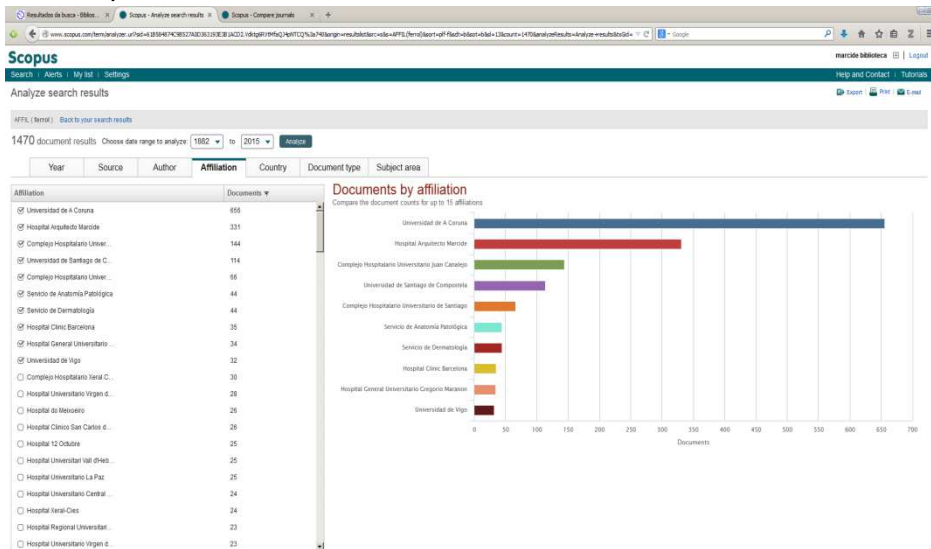 Resultados da busca - Biblios...
Scopus - Analyze search results
Scopus - Compare journals
Google
Scopus
marcide biblioteca | Logout
Search | Alerts | My list | Settings
Help and Contact | Tutorials
Analyze search results
Export | Print | E-mail
AFFIL ( ferrol ) Back to your search results
1470 document results Choose date range to analyze: 1882 to 2015 Analyze
Year Source Author Affiliation Country Document type Subject area
Affiliation Documents
Universidad de A Coruna 656
Hospital Arquitecto Marcide 331
Complejo Hospitalario Univer... 144
Universidad de Santiago de C... 114
Complejo Hospitalario Univer... 66
Servicio de Anatomía Patológica 44
Servicio de Dermatología 44
Hospital Clinic Barcelona 35
Hospital General Universitario ... 34
Universidad de Vigo 32
Complejo Hospitalario Xeral C... 30
Hospital Universitario Virgen d... 28
Hospital do Meixoeiro 26
Hospital Clínico San Carlos d... 26
Hospital 12 Octubre 25
Hospital Universitari Vall d'Heb... 25
Hospital Universitario La Paz 25
Hospital Universitario Central ... 24
Hospital Xeral-Cies 24
Hospital Regional Universitari... 23
Hospital Universitario Virgen d... 23
Documents by affiliation
Compare the document counts for up to 15 affiliations
Universidad de A Coruna
Hospital Arquitecto Marcide
Complejo Hospitalario Universitario Juan Canalejo
Universidad de Santiago de Compostela
Complejo Hospitalario Universitario de Santiago
Servicio de Anatomía Patológica
Servicio de Dermatología
Hospital Clinic Barcelona
Hospital General Universitario Gregorio Maranon
Universidad de Vigo
0 50 100 150 200 250 300 350 400 450 500 550 600 650 700
Documents